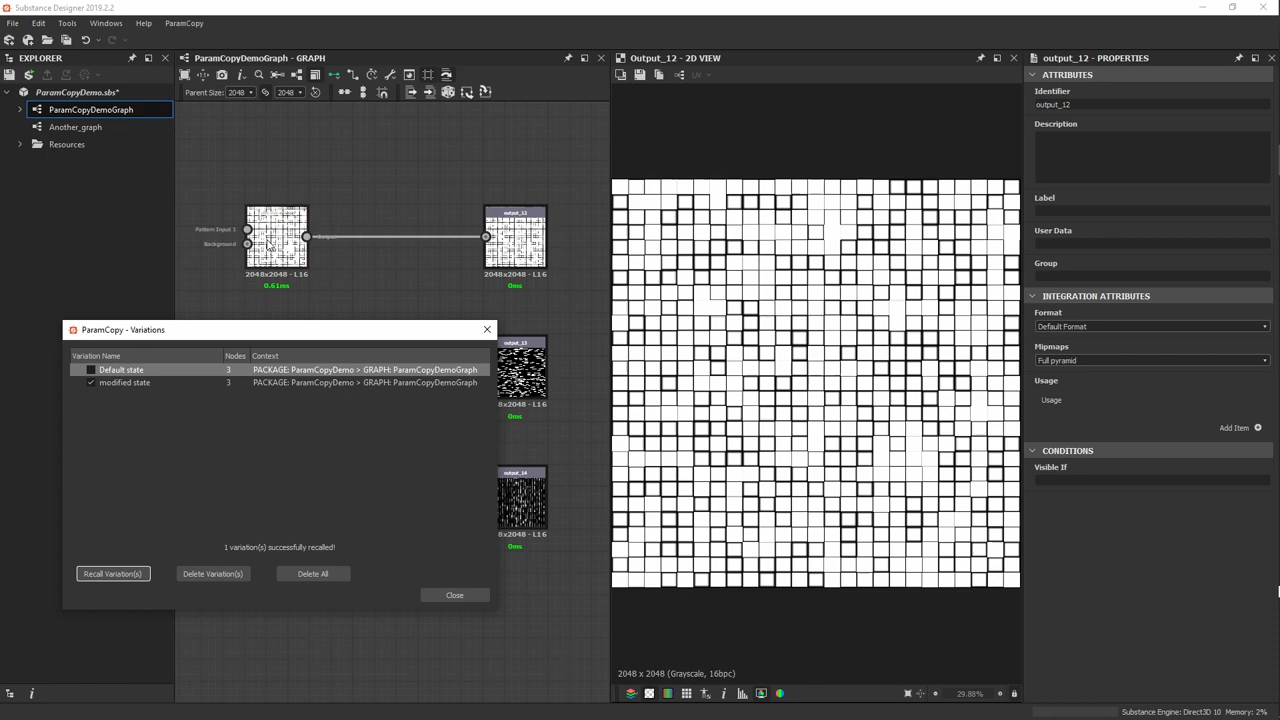 Substance Designer 2019.2.2
File Edit Tools Windows Help ParamCopy
EXPLORER
ParamCopyDemoGraph - GRAPH
Output_12 - 2D VIEW
output_12 - PROPERTIES
ATTRIBUTES
Parent Size: 2048 2048
UV
Identifier
ParamCopyDemo.sbs*
output_12
ParamCopyDemoGraph
Description
Another_graph
Resources
Label
output_12
Pattern Input 1
User Data
Background
Group
2048x2048 - L16
2048x2048 - L16
0.61ms
0ms
INTEGRATION ATTRIBUTES
Format
Default Format
Mipmaps
Full pyramid
Usage
Usage
Add Item
CONDITIONS
Visible If
ParamCopy - Variations
Variation Name Nodes Context
Default state 3 PACKAGE: ParamCopyDemo > GRAPH: ParamCopyDemoGraph
modified state 3 PACKAGE: ParamCopyDemo > GRAPH: ParamCopyDemoGraph
1 variation(s) successfully recalled!
Recall Variation(s) Delete Variation(s) Delete All
Close
output_13
48x2048 - L16
0ms
output_14
48x2048 - L16
0ms
2048 x 2048 (Grayscale, 16bpc)
29.88%
Substance Engine: Direct3D 10 Memory: 2%